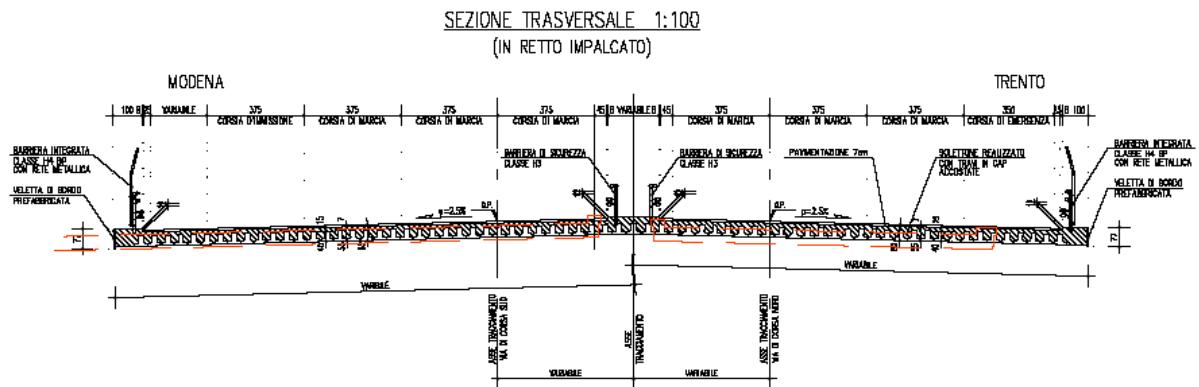 SEZIONE TRASVERSALE 1:100
(IN RETTO IMPALCATO)
MODENA
TRENTO
100 8 VARIABILE 375 375 375 375 45 8 VARIABILE 8 45 375 375 375 350 8 100
CORSIA D'IMMISSIONE CORSIA DI MARCIA CORSIA DI MARCIA CORSIA DI MARCIA CORSIA DI MARCIA CORSIA DI MARCIA CORSIA DI MARCIA CORSIA DI EMERGENZA
BARRIERA INTEGRATA
CLASSE H4 BP
CON RETE METALLICA
VELETTA DI BORDO
PREFABBRICATA
BARRIERA DI SICUREZZA
CLASSE H3
BARRIERA DI SICUREZZA
CLASSE H3
PAVIMENTAZIONE 7cm
SOLETTONE REALIZZATO
CON TRAVI IN CAP
ACCOSTATE
BARRIERA INTEGRATA
CLASSE H4 BP
CON RETE METALLICA
VELETTA DI BORDO
PREFABBRICATA
p=2.5%
Q.P.
Q.P.
p=2.5%
77
VARIABILE
VARIABILE
ASSE TRACCIAMENTO
VIA DI CORSA SUD
ASSE
TRACCIAMENTO
ASSE TRACCIAMENTO
VIA DI CORSA NORD
VARIABILE
VARIABILE